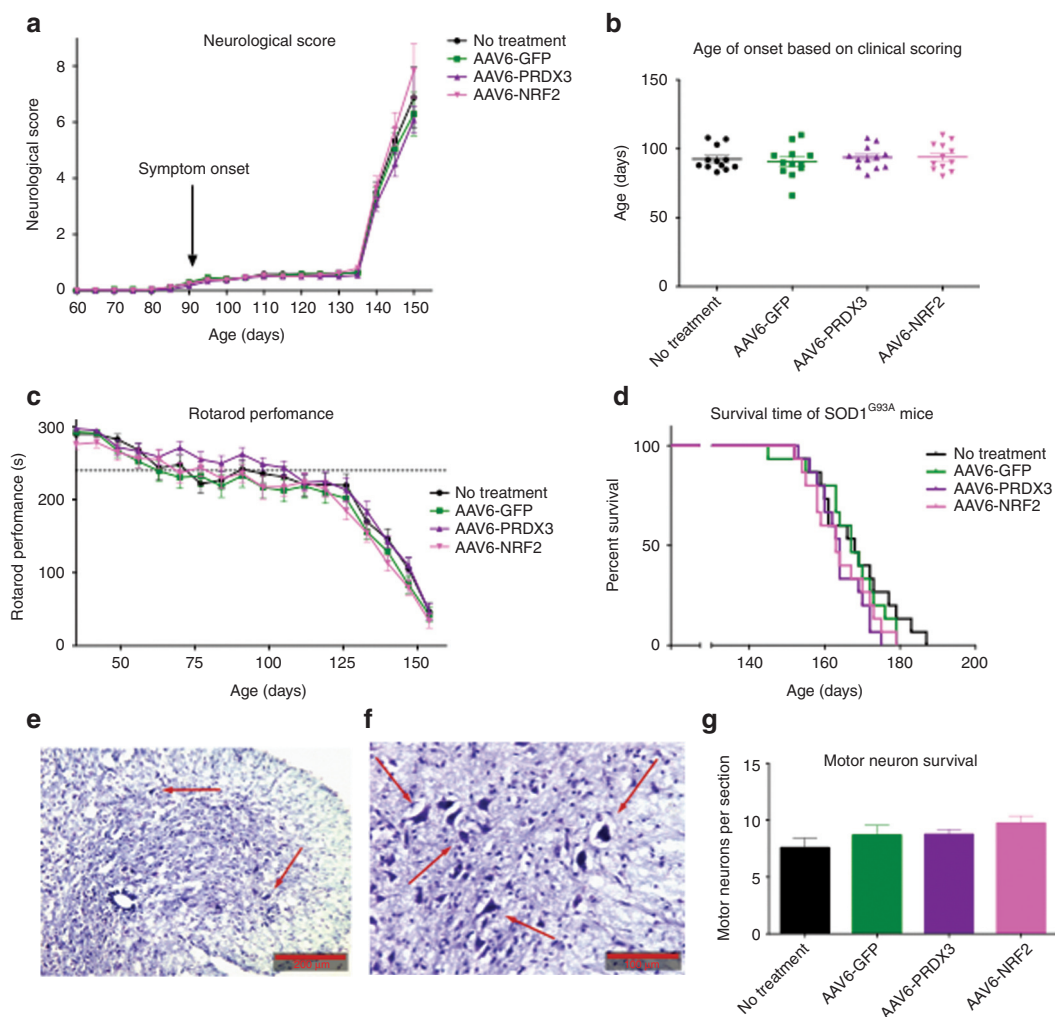 a
Neurological score
No treatment
AAV6-GFP
AAV6-PRDX3
AAV6-NRF2
Symptom onset
Neurological score
8
6
4
2
0
60 70 80 90 100 110 120 130 140 150
Age (days)
b
Age of onset based on clinical scoring
Age (days)
150
100
50
0
No treatment
AAV6-GFP
AAV6-PRDX3
AAV6-NRF2
c
Rotarod perfomance
Rotarod perfomance (s)
300
200
100
0
50 75 100 125 150
Age (days)
No treatment
AAV6-GFP
AAV6-PRDX3
AAV6-NRF2
d
Survival time of SOD1G93A mice
Percent survival
100
50
0
140 160 180 200
Age (days)
No treatment
AAV6-GFP
AAV6-PRDX3
AAV6-NRF2
e
f
g
Motor neuron survival
Motor neurons per section
15
10
5
0
No treatment
AAV6-GFP
AAV6-PRDX3
AAV6-NRF2